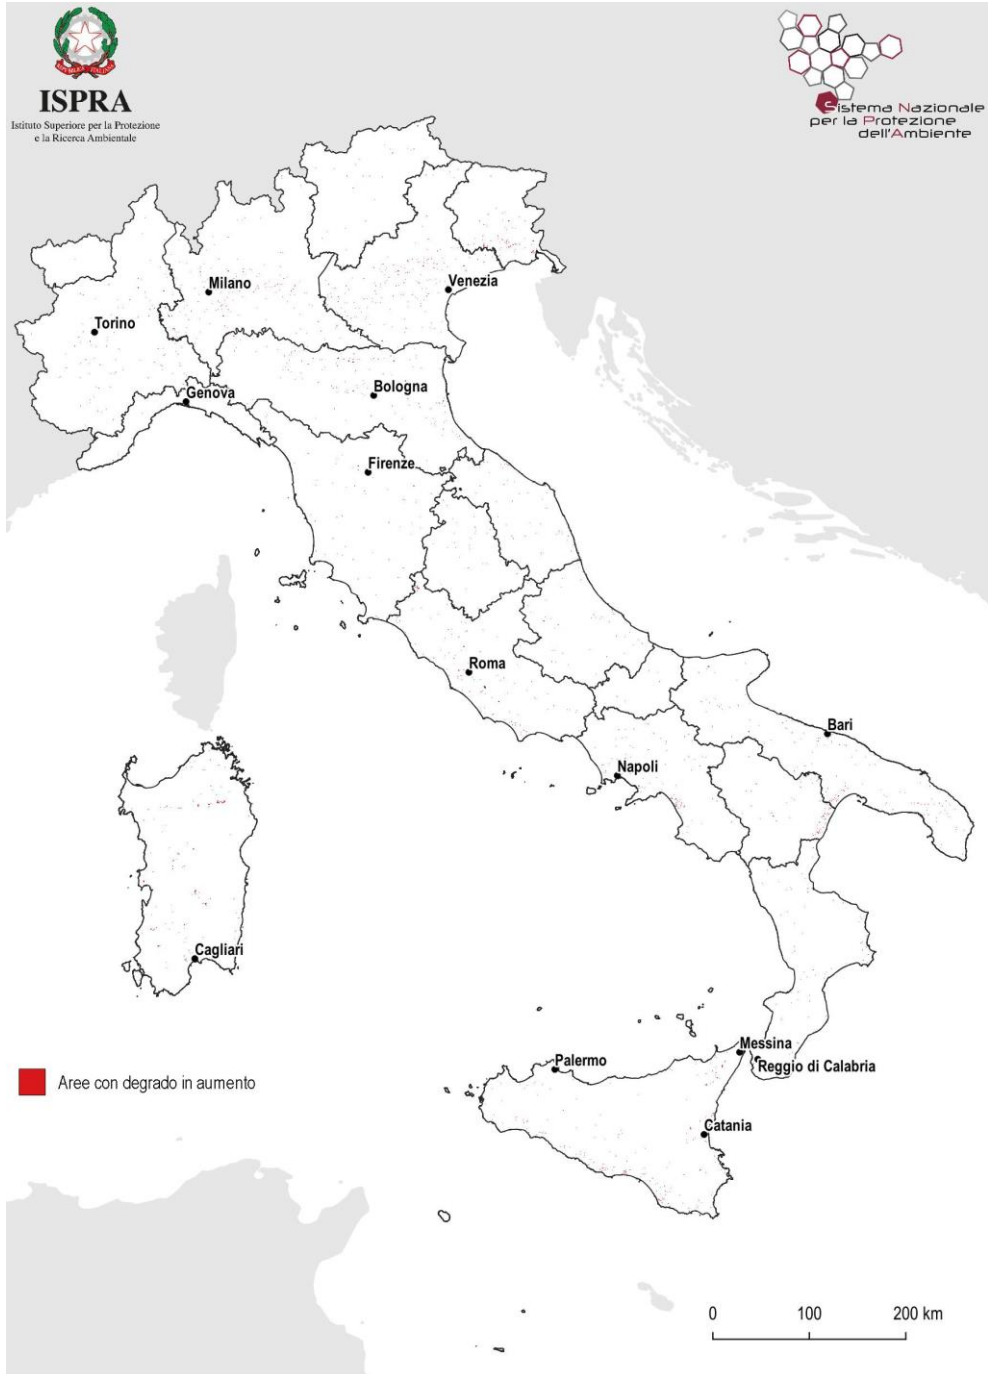 ISPRA
Istituto Superiore per la Protezione
e la Ricerca Ambientale
Sistema Nazionale
per la Protezione
dell'Ambiente
Milano
Venezia
Torino
Bologna
Genova
Firenze
Roma
Bari
Napoli
Cagliari
Messina
Palermo
Reggio di Calabria
Catania
Aree con degrado in aumento
0 100 200 km